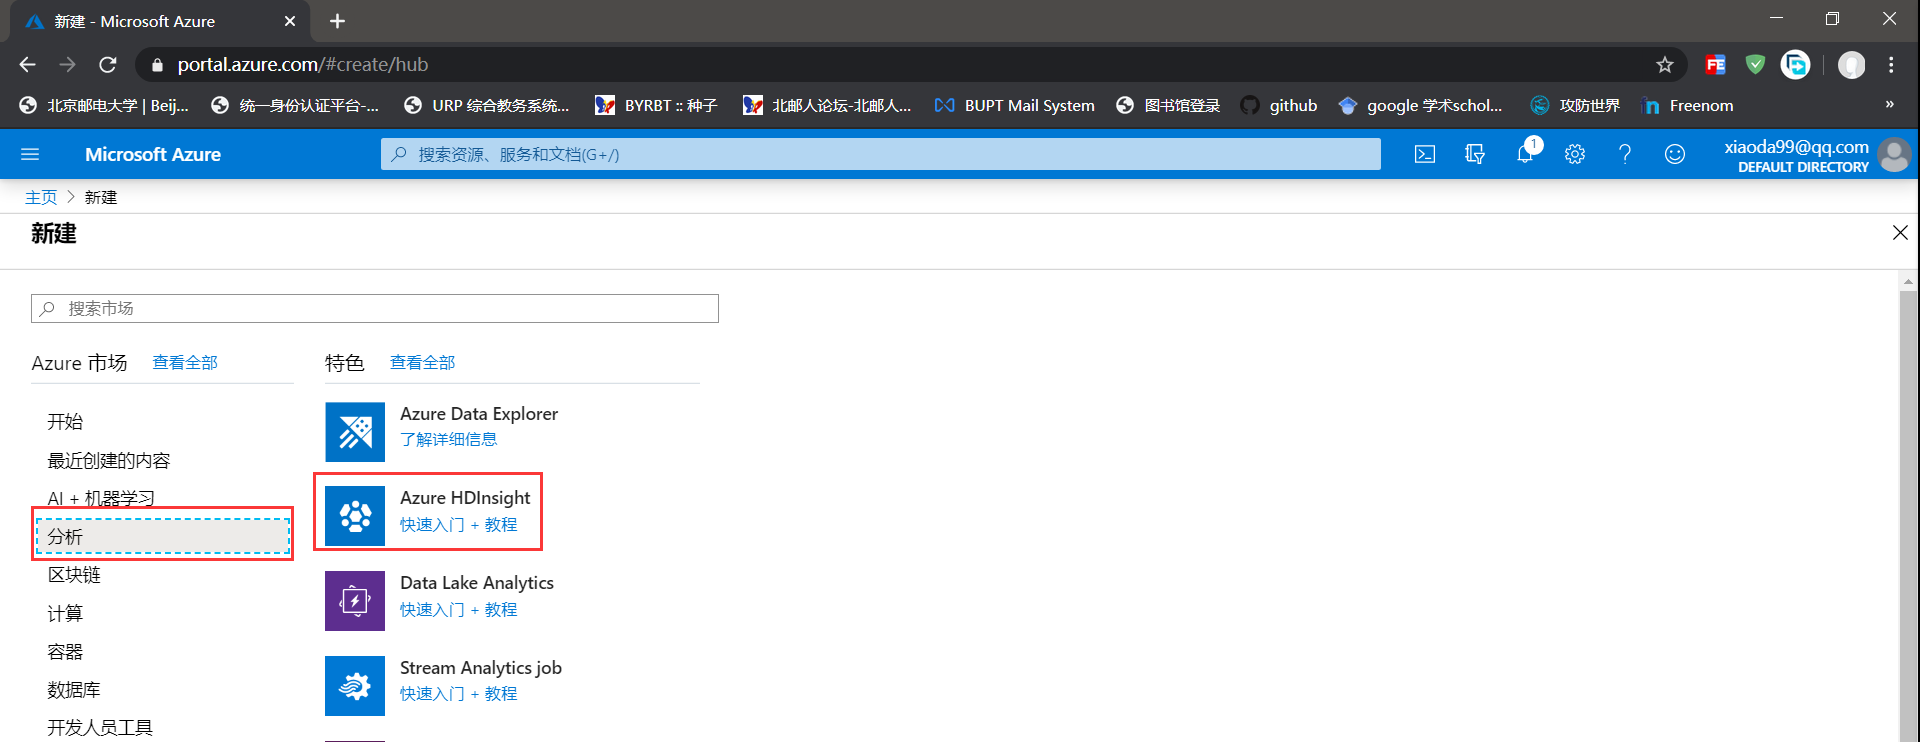 新建 - Microsoft Azure
portal.azure.com/#create/hub
北京邮电大学 | Beij...
统一身份认证平台-...
URP 综合教务系统...
BYRBT :: 种子
北邮人论坛-北邮人...
BUPT Mail System
图书馆登录
github
google 学术schol...
攻防世界
Freenom
»
Microsoft Azure
搜索资源、服务和文档(G+/)
1
xiaoda99@qq.com
DEFAULT DIRECTORY
主页 > 新建
新建
搜索市场
Azure 市场 查看全部
特色 查看全部
开始
最近创建的内容
AI + 机器学习
分析
区块链
计算
容器
数据库
开发人员工具
Azure Data Explorer
了解详细信息
Azure HDInsight
快速入门 + 教程
Data Lake Analytics
快速入门 + 教程
Stream Analytics job
快速入门 + 教程